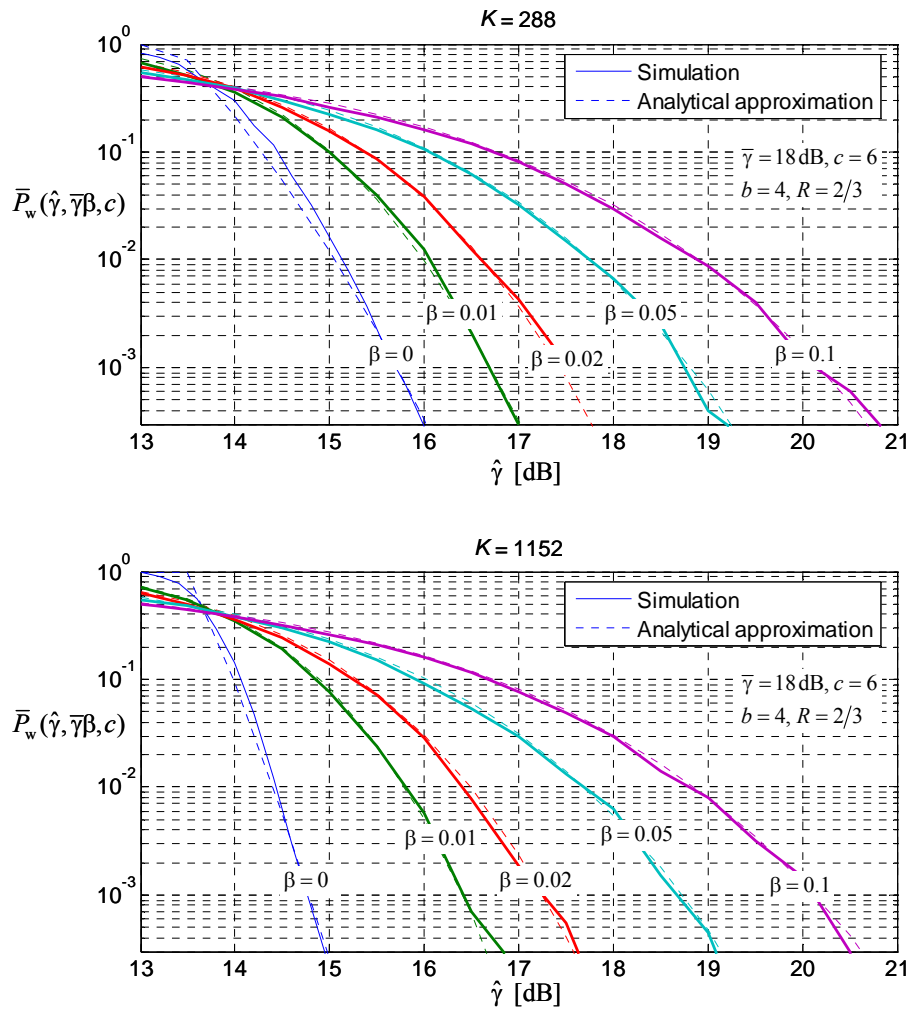 K = 288
10^0
10^-1
10^-2
10^-3
P̄_w(γ̂, γ̄β, c)
Simulation
Analytical approximation
γ̄ = 18 dB, c = 6
b = 4, R = 2/3
β = 0
β = 0.01
β = 0.02
β = 0.05
β = 0.1
13 14 15 16 17 18 19 20 21
γ̂ [dB]
K = 1152
10^0
10^-1
10^-2
10^-3
P̄_w(γ̂, γ̄β, c)
Simulation
Analytical approximation
γ̄ = 18 dB, c = 6
b = 4, R = 2/3
β = 0
β = 0.01
β = 0.02
β = 0.05
β = 0.1
13 14 15 16 17 18 19 20 21
γ̂ [dB]